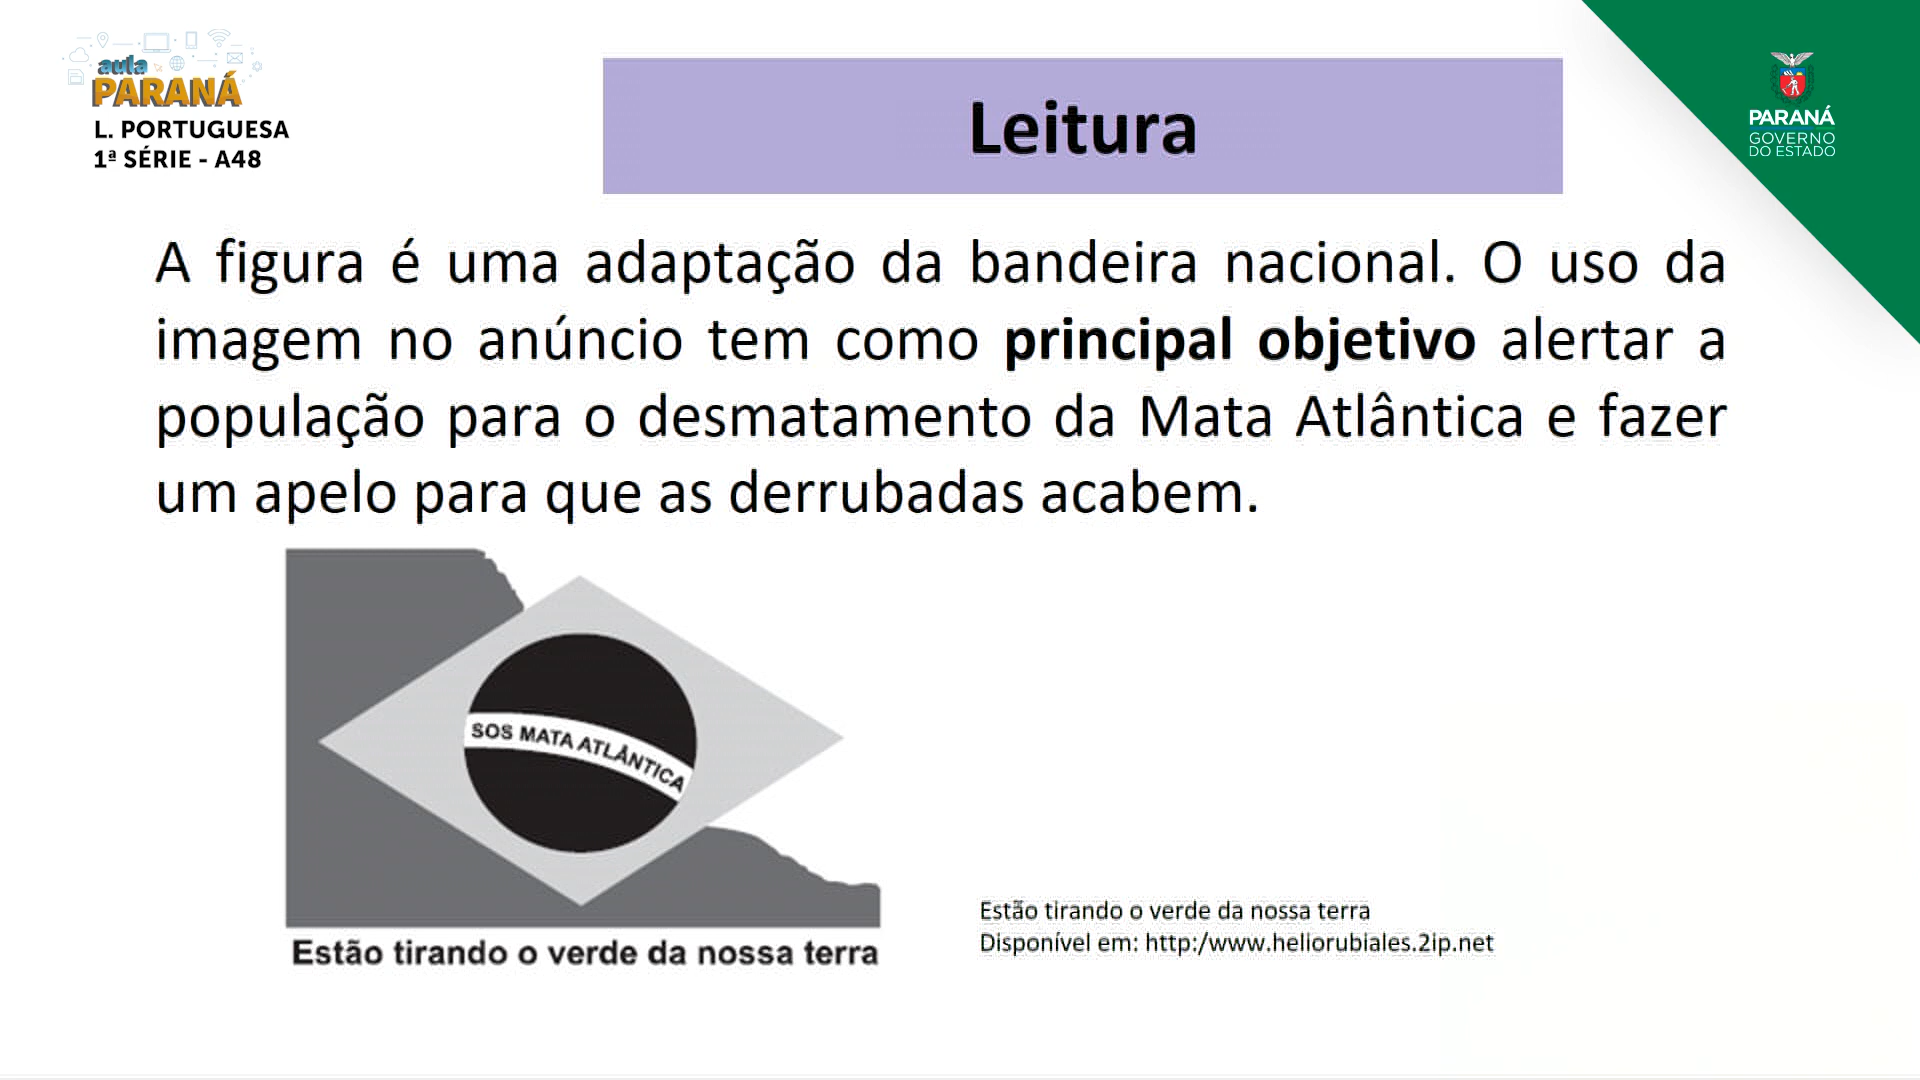 aula
PARANÁ
L. PORTUGUESA
1ª SÉRIE - A48
Leitura
PARANÁ
GOVERNO
DO ESTADO
A figura é uma adaptação da bandeira nacional. O uso da
imagem no anúncio tem como principal objetivo alertar a
população para o desmatamento da Mata Atlântica e fazer
um apelo para que as derrubadas acabem.
SOS MATA ATLÂNTICA
Estão tirando o verde da nossa terra
Estão tirando o verde da nossa terra
Disponível em: http:/www.heliorubiales.2ip.net